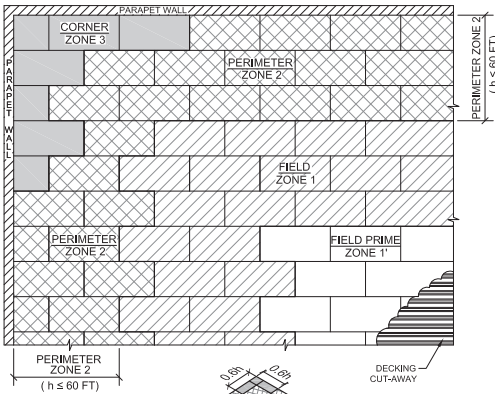 PARAPET WALL
CORNER
ZONE 3
PERIMETER
ZONE 2
PERIMETER ZONE 2
( h ≤ 60 FT)
PARAPET WALL
FIELD
ZONE 1
PERIMETER
ZONE 2
FIELD PRIME
ZONE 1'
PERIMETER
ZONE 2
( h ≤ 60 FT)
0.6h
0.6h
DECKING
CUT-AWAY